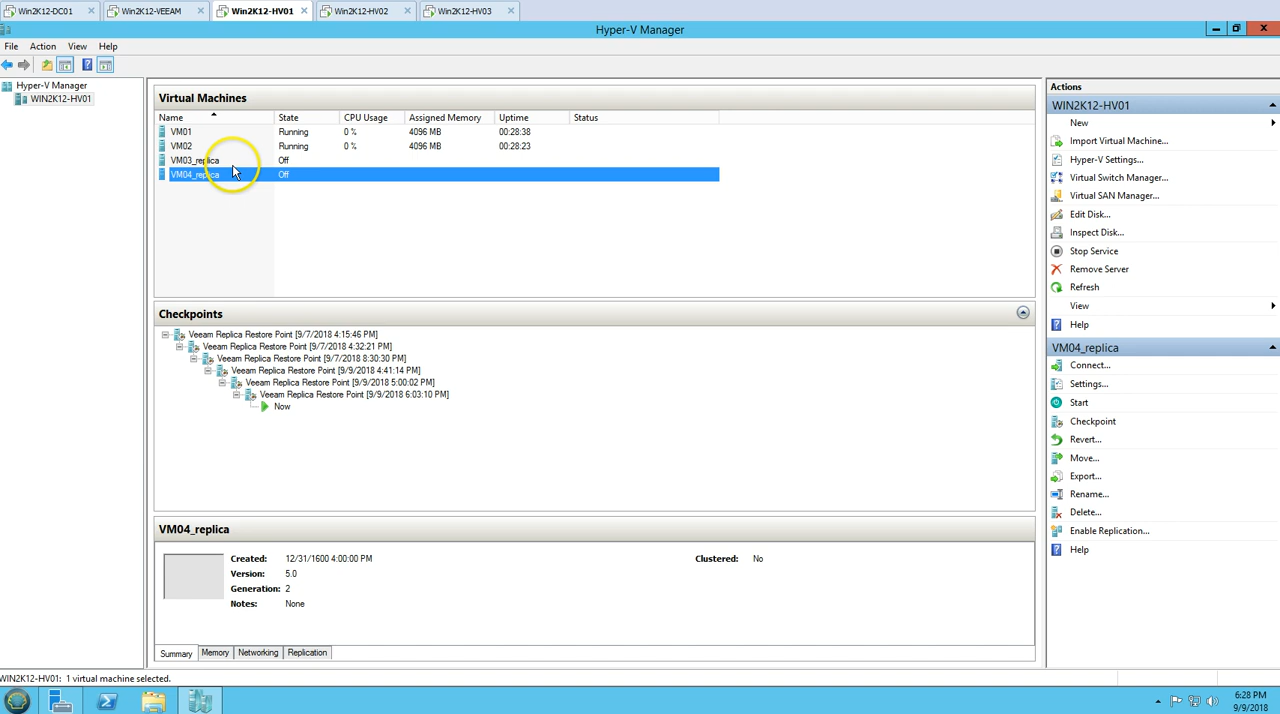 Win2K12-DC01
Win2K12-VEEAM
Win2K12-HV01
Win2K12-HV02
Win2K12-HV03
Hyper-V Manager
File Action View Help
Hyper-V Manager
WIN2K12-HV01
Virtual Machines
Name State CPU Usage Assigned Memory Uptime Status
VM01 Running 0 % 4096 MB 00:28:38
VM02 Running 0 % 4096 MB 00:28:23
VM03_replica Off
VM04_replica Off
Checkpoints
Veeam Replica Restore Point [9/7/2018 4:15:46 PM]
Veeam Replica Restore Point [9/7/2018 4:32:21 PM]
Veeam Replica Restore Point [9/7/2018 8:30:30 PM]
Veeam Replica Restore Point [9/9/2018 4:41:14 PM]
Veeam Replica Restore Point [9/9/2018 5:00:02 PM]
Veeam Replica Restore Point [9/9/2018 6:03:10 PM]
Now
VM04_replica
Created: 12/31/1600 4:00:00 PM Clustered: No
Version: 5.0
Generation: 2
Notes: None
Summary Memory Networking Replication
Actions
WIN2K12-HV01
New
Import Virtual Machine...
Hyper-V Settings...
Virtual Switch Manager...
Virtual SAN Manager...
Edit Disk...
Inspect Disk...
Stop Service
Remove Server
Refresh
View
Help
VM04_replica
Connect...
Settings...
Start
Checkpoint
Revert...
Move...
Export...
Rename...
Delete...
Enable Replication...
Help
WIN2K12-HV01: 1 virtual machine selected.
6:28 PM
9/9/2018